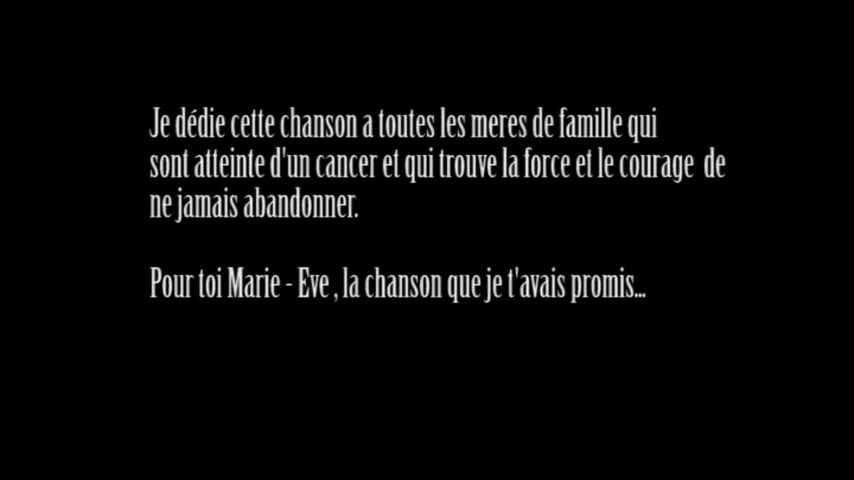 Je dédie cette chanson a toutes les meres de famille qui
sont atteinte d'un cancer et qui trouve la force et le courage de
ne jamais abandonner.
Pour toi Marie - Eve , la chanson que je t'avais promis...